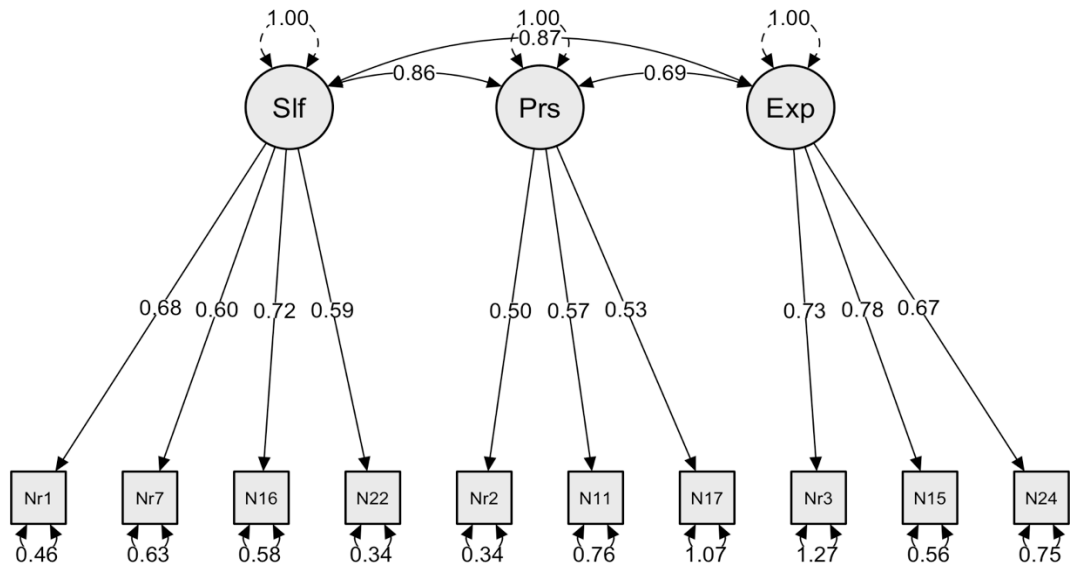 1.00 1.00 1.00
0.87
0.86 0.69
Slf Prs Exp
0.68 0.60 0.72 0.59 0.50 0.57 0.53 0.73 0.78 0.67
Nr1 Nr7 N16 N22 Nr2 N11 N17 Nr3 N15 N24
0.46 0.63 0.58 0.34 0.34 0.76 1.07 1.27 0.56 0.75